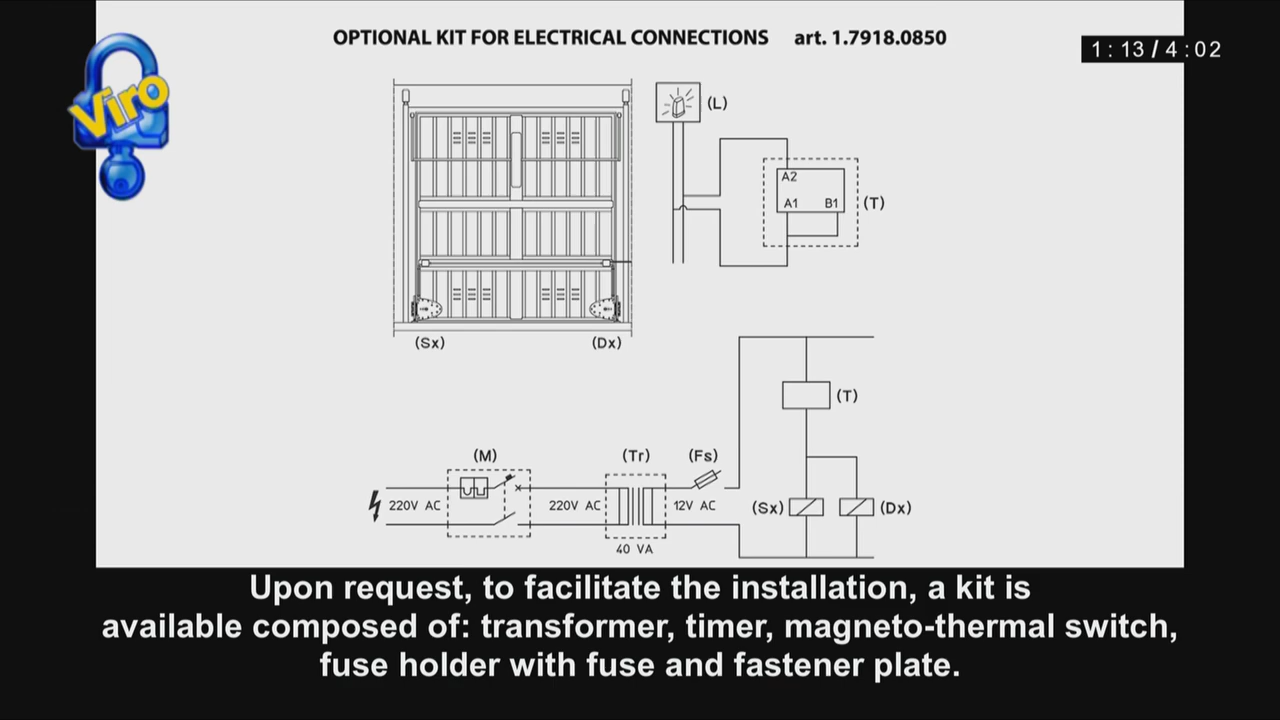 OPTIONAL KIT FOR ELECTRICAL CONNECTIONS art. 1.7918.0850
1:13/4:02
Viro
(L)
A2
A1 B1
(T)
(Sx) (Dx)
(T)
(M) (Tr) (Fs)
220V AC 220V AC 12V AC (Sx) (Dx)
40 VA
Upon request, to facilitate the installation, a kit is
available composed of: transformer, timer, magneto-thermal switch,
fuse holder with fuse and fastener plate.